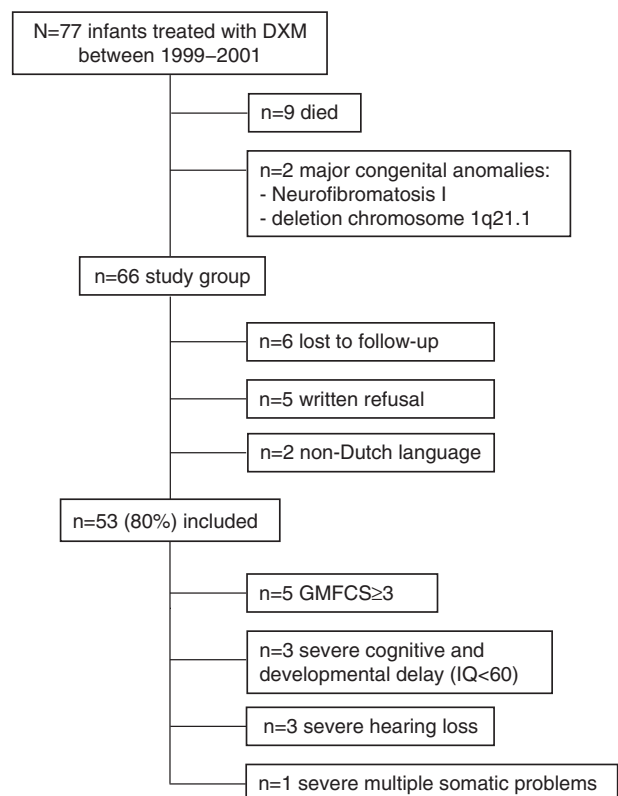 N=77 infants treated with DXM
between 1999–2001
n=9 died
n=2 major congenital anomalies:
- Neurofibromatosis I
- deletion chromosome 1q21.1
n=66 study group
n=6 lost to follow-up
n=5 written refusal
n=2 non-Dutch language
n=53 (80%) included
n=5 GMFCS≥3
n=3 severe cognitive and
developmental delay (IQ<60)
n=3 severe hearing loss
n=1 severe multiple somatic problems